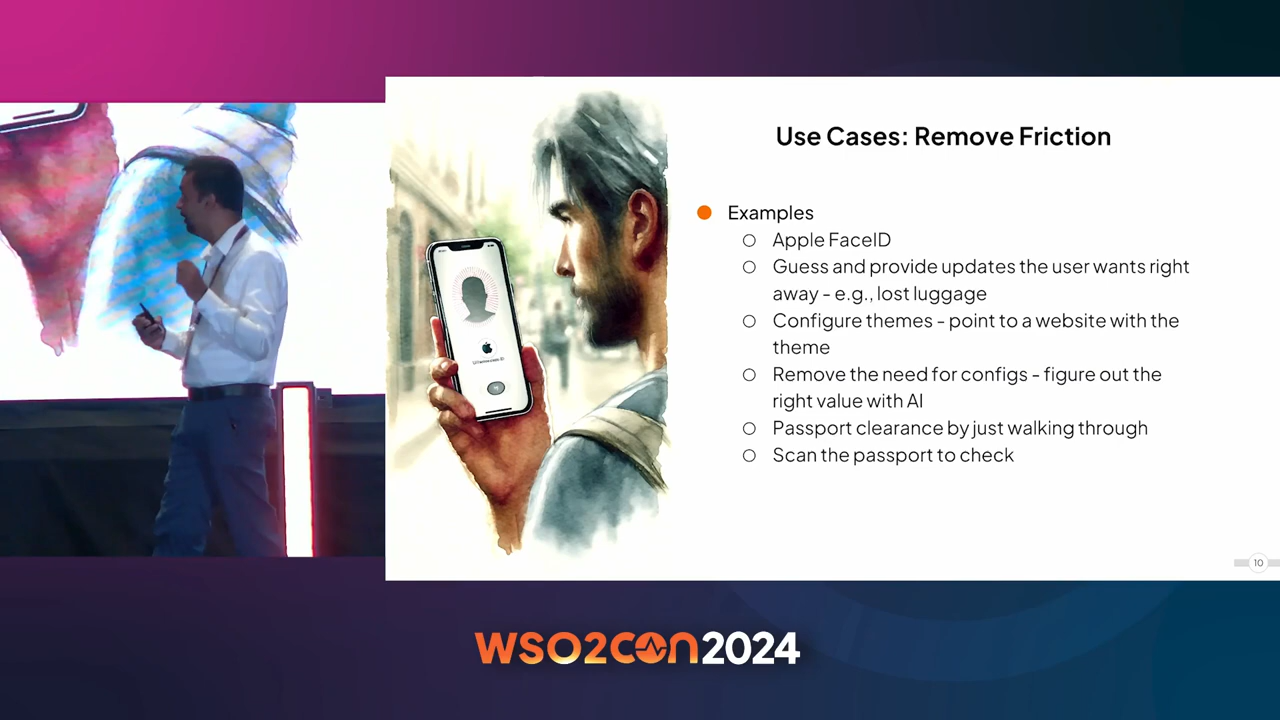 Use Cases: Remove Friction
Examples
Apple FaceID
Guess and provide updates the user wants right
away - e.g., lost luggage
Configure themes - point to a website with the
theme
Remove the need for configs - figure out the
right value with AI
Passport clearance by just walking through
Scan the passport to check
10
WSO2CON2024